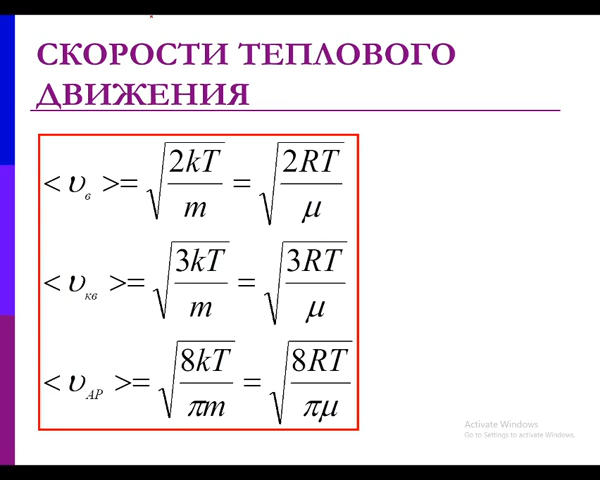 СКОРОСТИ ТЕПЛОВОГО
ДВИЖЕНИЯ
< υ_в >= √(2kT/m) = √(2RT/μ)
< υ_кв >= √(3kT/m) = √(3RT/μ)
< υ_АР >= √(8kT/πm) = √(8RT/πμ)
Activate Windows
Go to Settings to activate Windows.